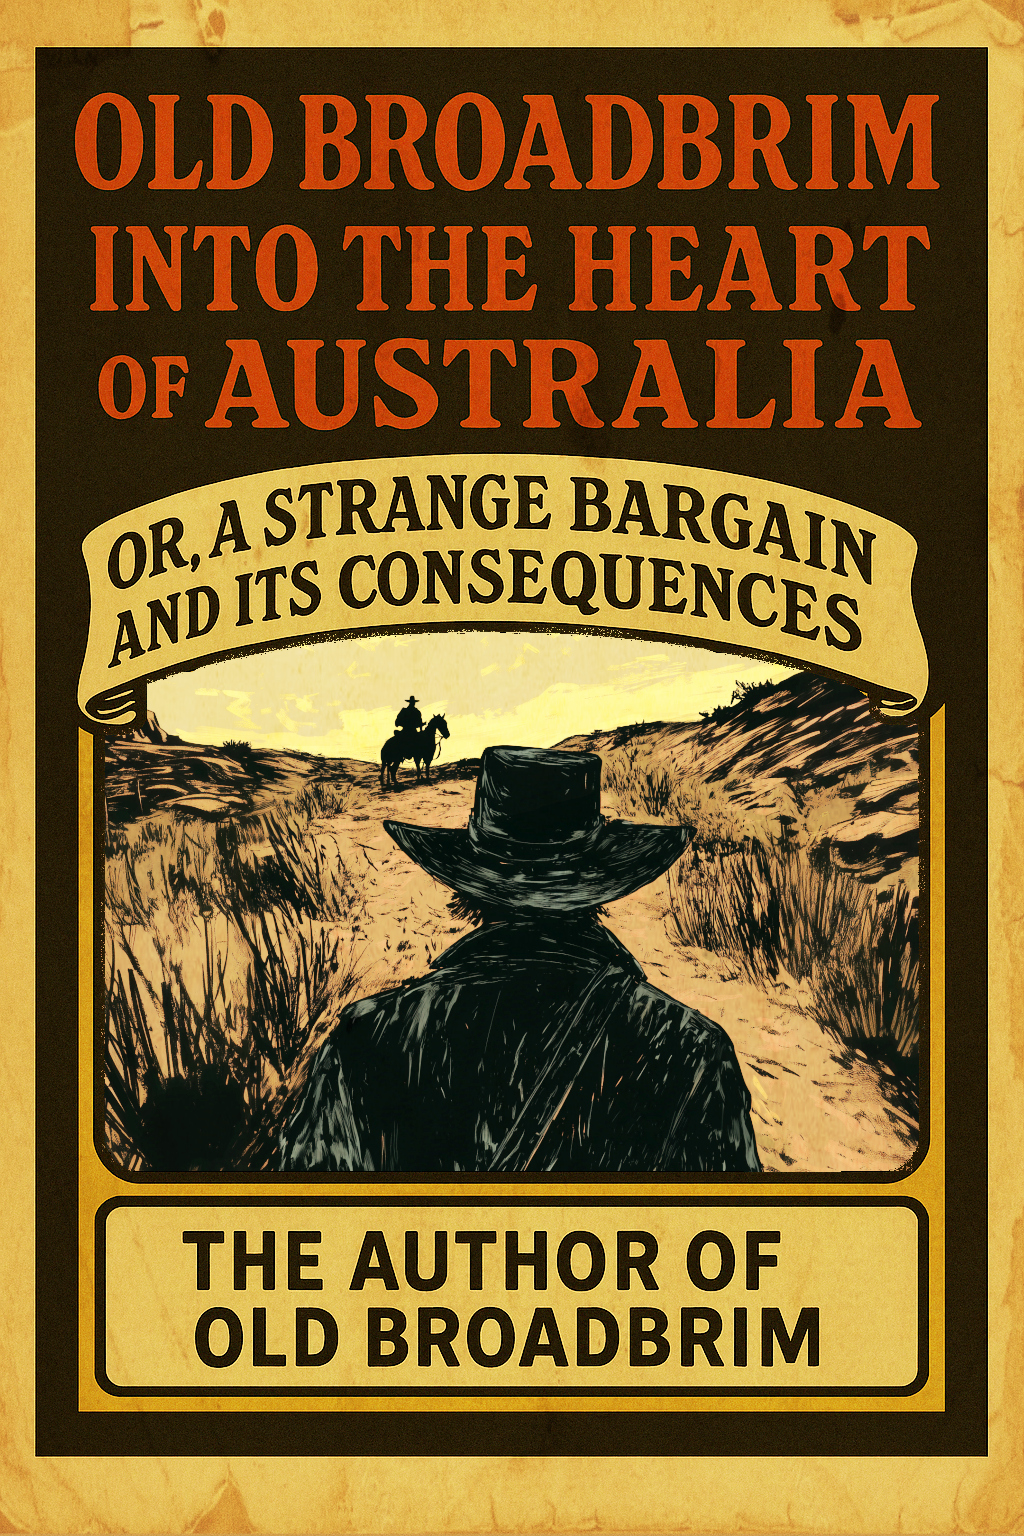 OLD BROADBRIM
INTO THE HEART
OF AUSTRALIA
OR, A STRANGE BARGAIN
AND ITS CONSEQUENCES
THE AUTHOR OF
OLD BROADBRIM